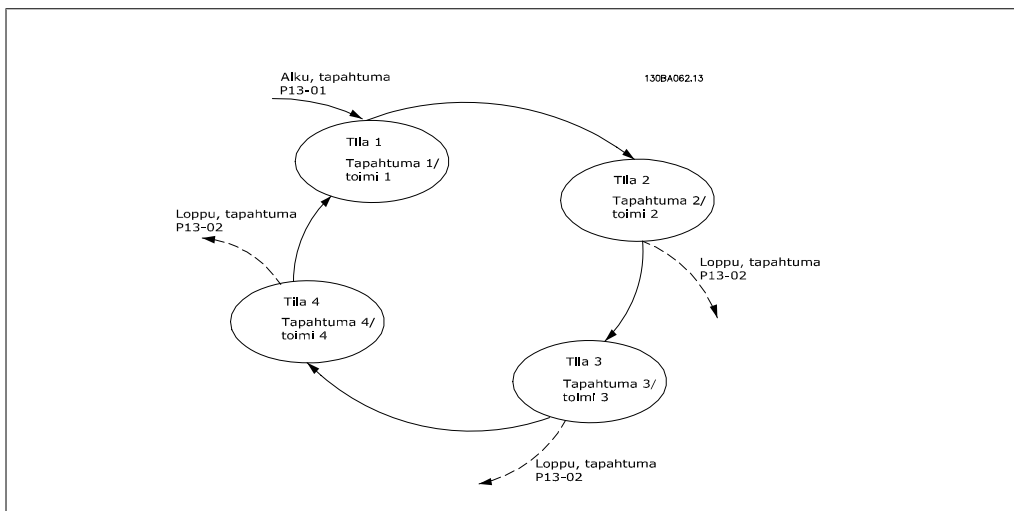 Alku, tapahtuma
P13-01
130BA062.13
Tila 1
Tapahtuma 1/
toimi 1
Tila 2
Tapahtuma 2/
toimi 2
Loppu, tapahtuma
P13-02
Loppu, tapahtuma
P13-02
Tila 4
Tapahtuma 4/
toimi 4
Tila 3
Tapahtuma 3/
toimi 3
Loppu, tapahtuma
P13-02